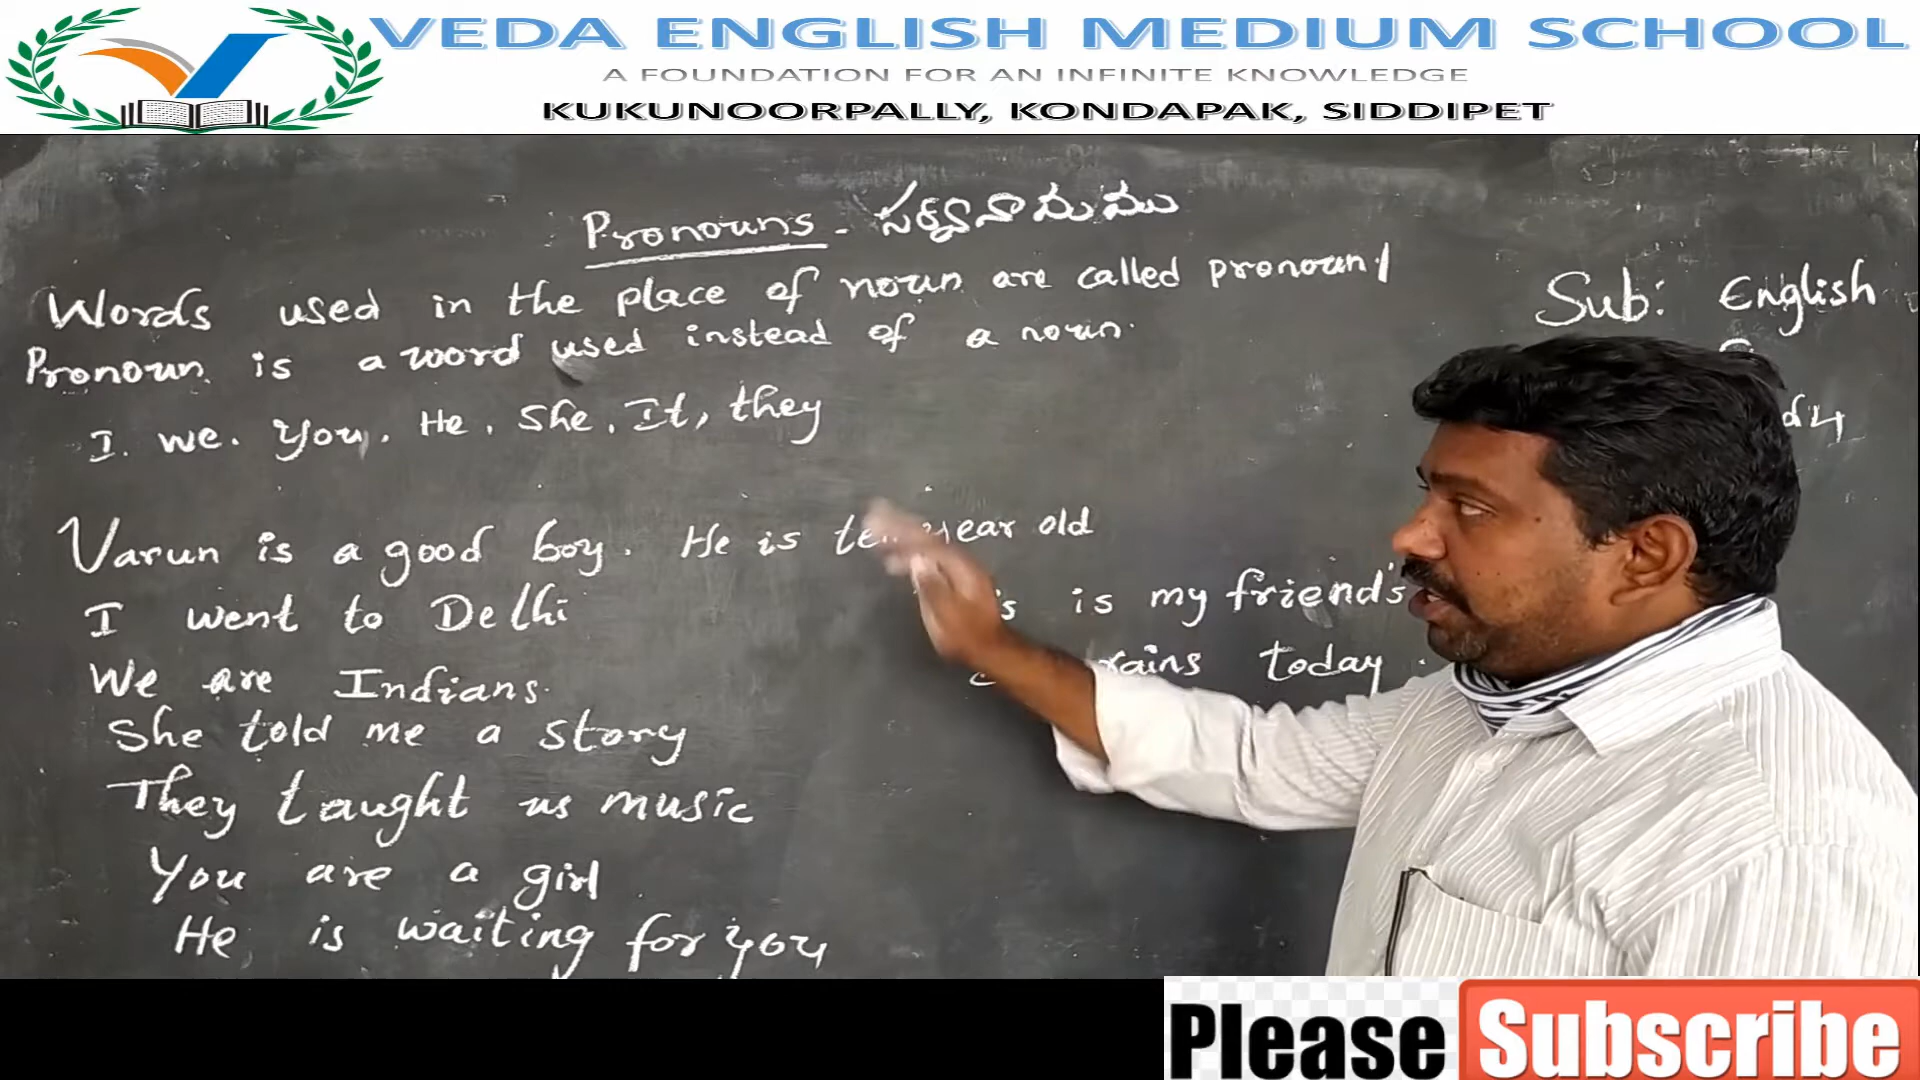 VEDA ENGLISH MEDIUM SCHOOL
A FOUNDATION FOR AN INFINITE KNOWLEDGE
KUKUNOORPALLY, KONDAPAK, SIDDIPET
Pronouns - సర్వనామము
Words used in the place of noun are called pronoun
Pronoun is a word used instead of a noun.
I. we. you. He. She. It, they
Sub: English
Varun is a good boy. He is year old
I went to Delhi
We are Indians.
She told me a story
They taught us music
You are a girl
He is waiting for you
is my friend's
rains today.
Please Subscribe